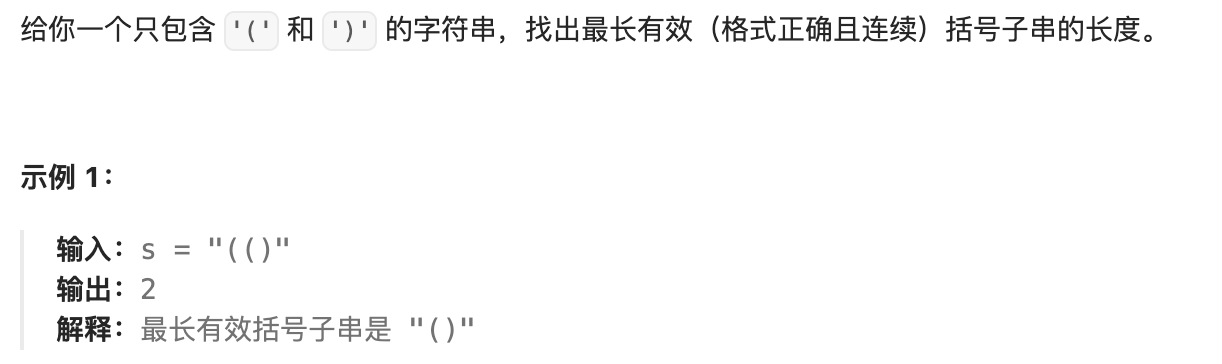 给你一个只包含 '(' 和 ')' 的字符串，找出最长有效（格式正确且连续）括号子串的长度。
示例 1：
输入：s = "(()"
输出：2
解释：最长有效括号子串是 "()"